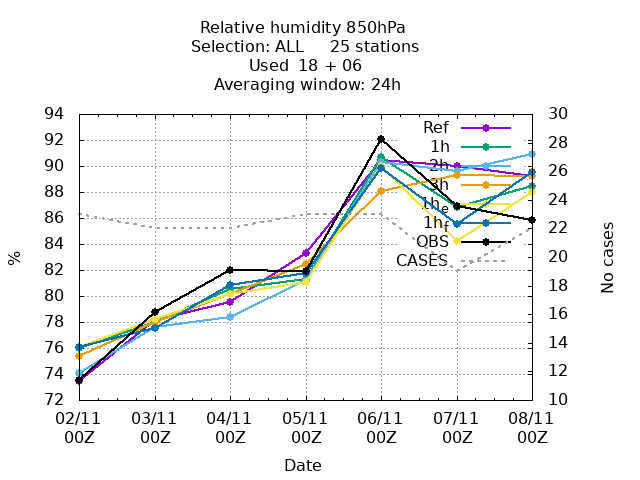 Relative humidity 850hPa
Selection: ALL 25 stations
Used 18 + 06
Averaging window: 24h
94
92
90
88
86
84
82
80
78
76
74
72
30
28
26
24
22
20
18
16
14
12
10
%
No cases
Ref
1h
2h
3h
1h_e
1h_f
OBS
CASES
02/11 03/11 04/11 05/11 06/11 07/11 08/11
00Z 00Z 00Z 00Z 00Z 00Z 00Z
Date